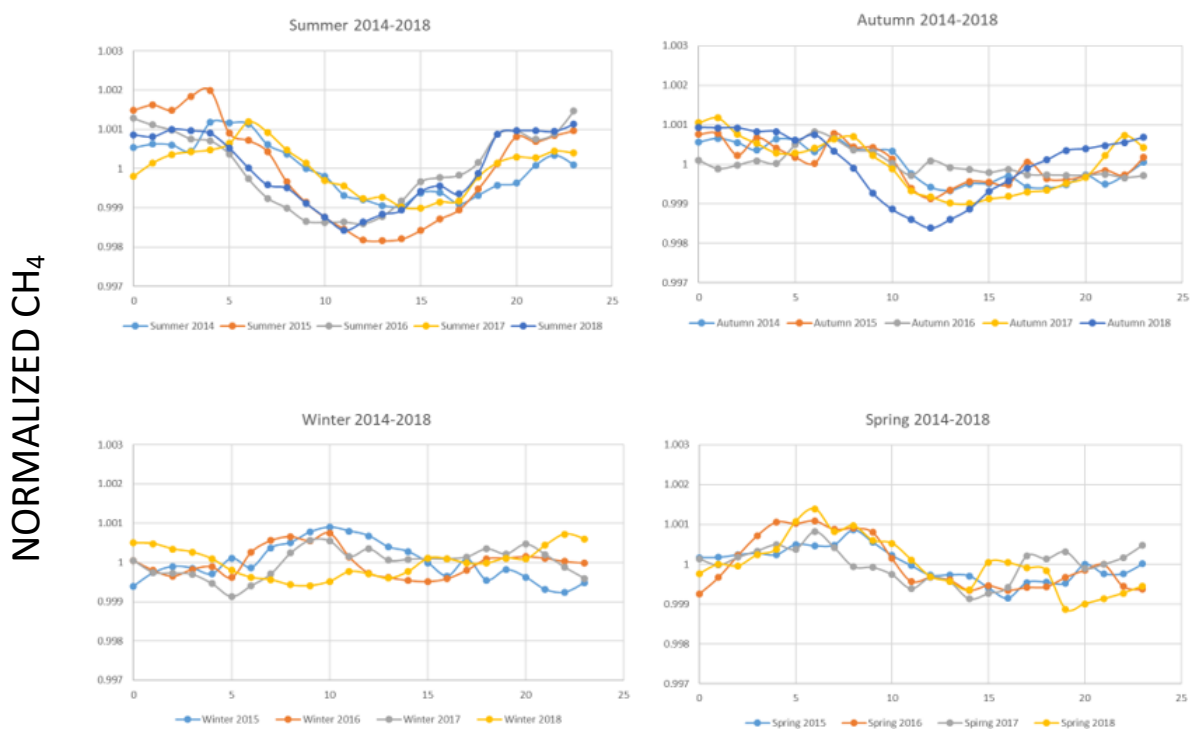 NORMALIZED CH4
Summer 2014-2018
1.003
1.002
1.001
1
0.999
0.998
0.997
0 5 10 15 20 25
Summer 2014 Summer 2015 Summer 2016 Summer 2017 Summer 2018
Autumn 2014-2018
1.003
1.002
1.001
1
0.999
0.998
0.997
0 5 10 15 20 25
Autumn 2014 Autumn 2015 Autumn 2016 Autumn 2017 Autumn 2018
Winter 2014-2018
1.003
1.002
1.001
1
0.999
0.998
0.997
0 5 10 15 20 25
Winter 2015 Winter 2016 Winter 2017 Winter 2018
Spring 2014-2018
1.003
1.002
1.001
1
0.999
0.998
0.997
0 5 10 15 20 25
Spring 2015 Spring 2016 Spirng 2017 Spring 2018